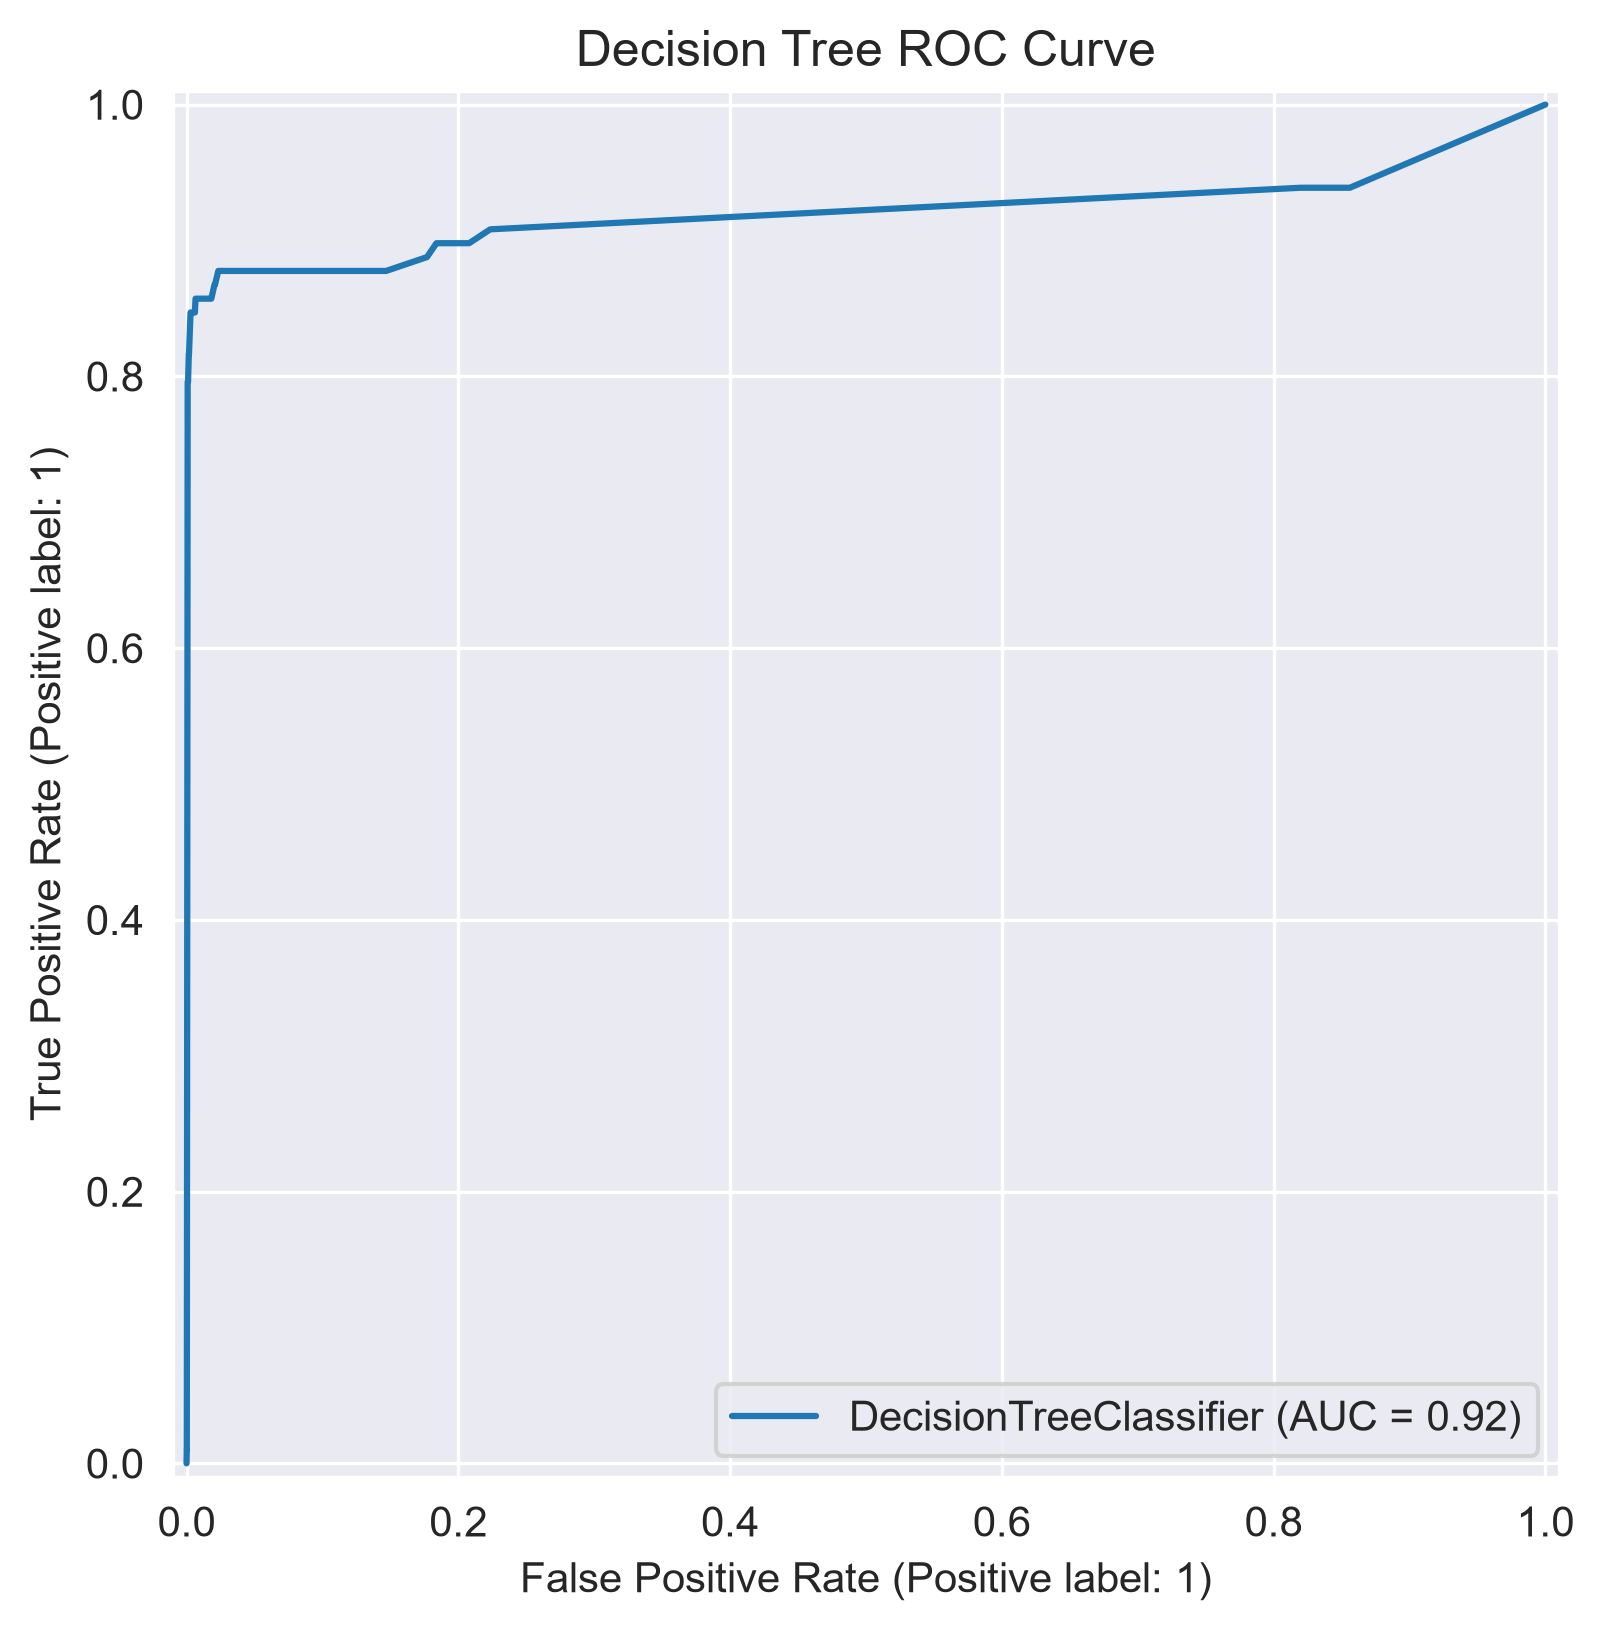 Decision Tree ROC Curve
1.0
0.8
0.6
0.4
0.2
0.0
True Positive Rate (Positive label: 1)
DecisionTreeClassifier (AUC = 0.92)
0.0 0.2 0.4 0.6 0.8 1.0
False Positive Rate (Positive label: 1)